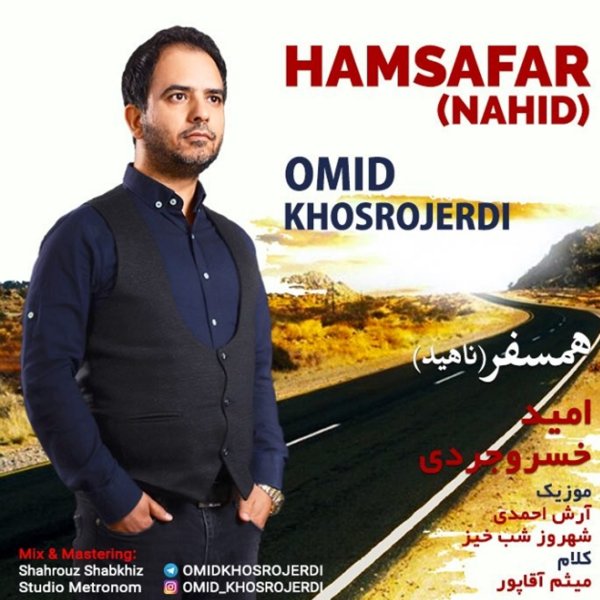 HAMSAFAR
(NAHID)
OMID
KHOSROJERDI
همسفر (ناهید)
امید
خسروجردی
موزیک
آرش احمدی
شهروز شب خیز
کلام
میثم آقاپور
Mix & Mastering:
Shahrouz Shabkhiz
Studio Metronom
OMIDKHOSROJERDI
OMID_KHOSROJERDI